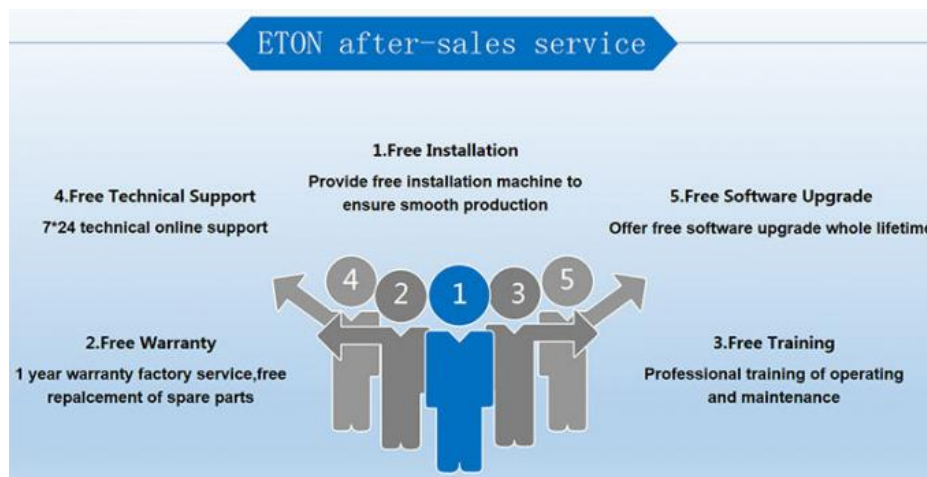 ETON after-sales service
1.Free Installation
Provide free installation machine to
ensure smooth production
4.Free Technical Support
7*24 technical online support
5.Free Software Upgrade
Offer free software upgrade whole lifetime
4
2
1
3
5
2.Free Warranty
1 year warranty factory service,free
repalcement of spare parts
3.Free Training
Professional training of operating
and maintenance